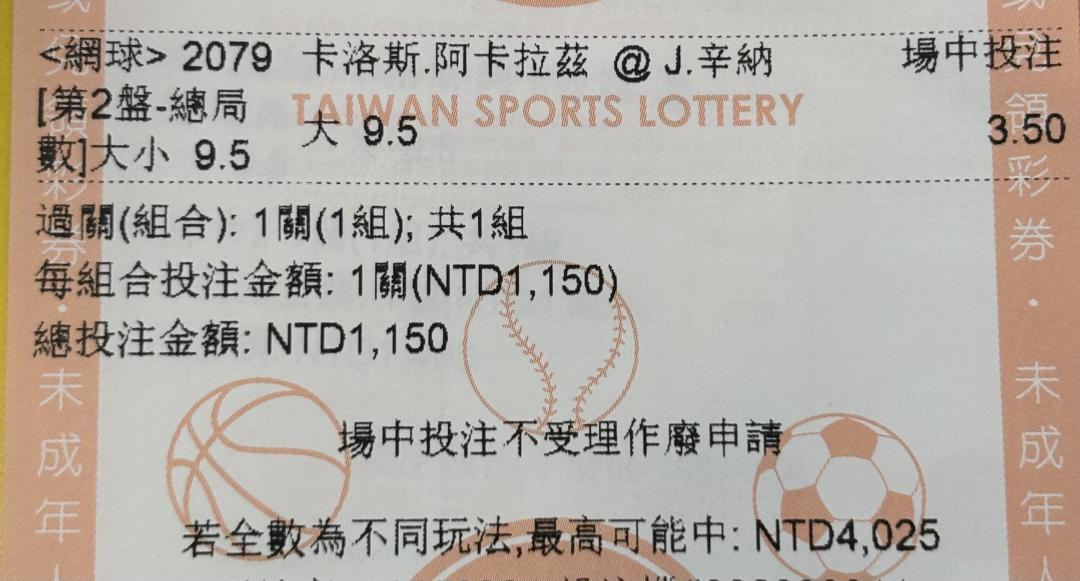 <網球> 2079 卡洛斯.阿卡拉茲 @ J.辛納 場中投注
[第2盤-總局
數]大小 9.5 大 9.5 3.50
TAIWAN SPORTS LOTTERY
過關(組合): 1關(1組); 共1組
每組合投注金額: 1關(NTD1,150)
總投注金額: NTD1,150
場中投注不受理作廢申請
若全數為不同玩法,最高可能中: NTD4,025
領彩券・未成年
券・未成年